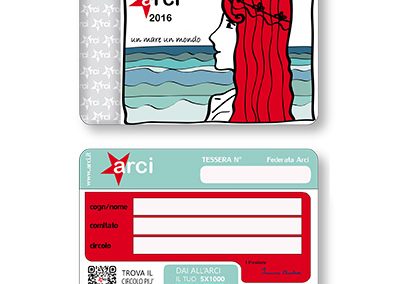 arci
2016
un mare un mondo
www.arci.it
arci
TESSERA N°
Federata Arci
cogn/nome
comitato
circolo
TROVA IL
CIRCOLO PIU'
DAI ALL'ARCI
IL TUO 5X1000